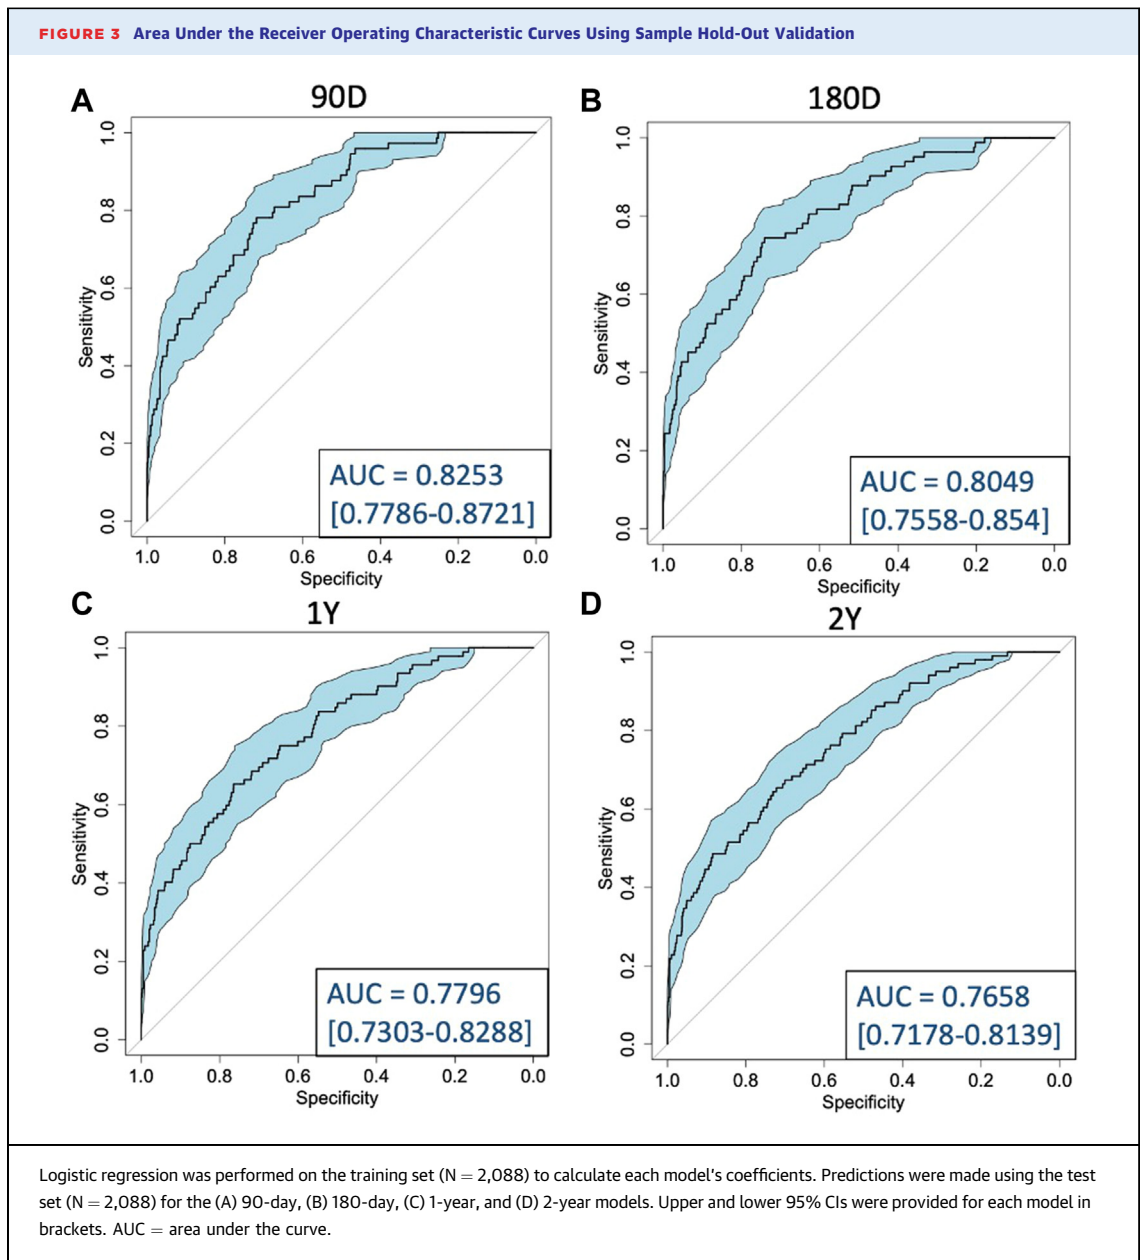 FIGURE 3 Area Under the Receiver Operating Characteristic Curves Using Sample Hold-Out Validation
A
90D
Sensitivity
1.0
0.8
0.6
0.4
0.2
0.0
AUC = 0.8253
[0.7786-0.8721]
1.0 0.8 0.6 0.4 0.2 0.0
Specificity
B
180D
Sensitivity
1.0
0.8
0.6
0.4
0.2
0.0
AUC = 0.8049
[0.7558-0.854]
1.0 0.8 0.6 0.4 0.2 0.0
Specificity
C
1Y
Sensitivity
1.0
0.8
0.6
0.4
0.2
0.0
AUC = 0.7796
[0.7303-0.8288]
1.0 0.8 0.6 0.4 0.2 0.0
Specificity
D
2Y
Sensitivity
1.0
0.8
0.6
0.4
0.2
0.0
AUC = 0.7658
[0.7178-0.8139]
1.0 0.8 0.6 0.4 0.2 0.0
Specificity
Logistic regression was performed on the training set (N = 2,088) to calculate each model's coefficients. Predictions were made using the test
set (N = 2,088) for the (A) 90-day, (B) 180-day, (C) 1-year, and (D) 2-year models. Upper and lower 95% CIs were provided for each model in
brackets. AUC = area under the curve.